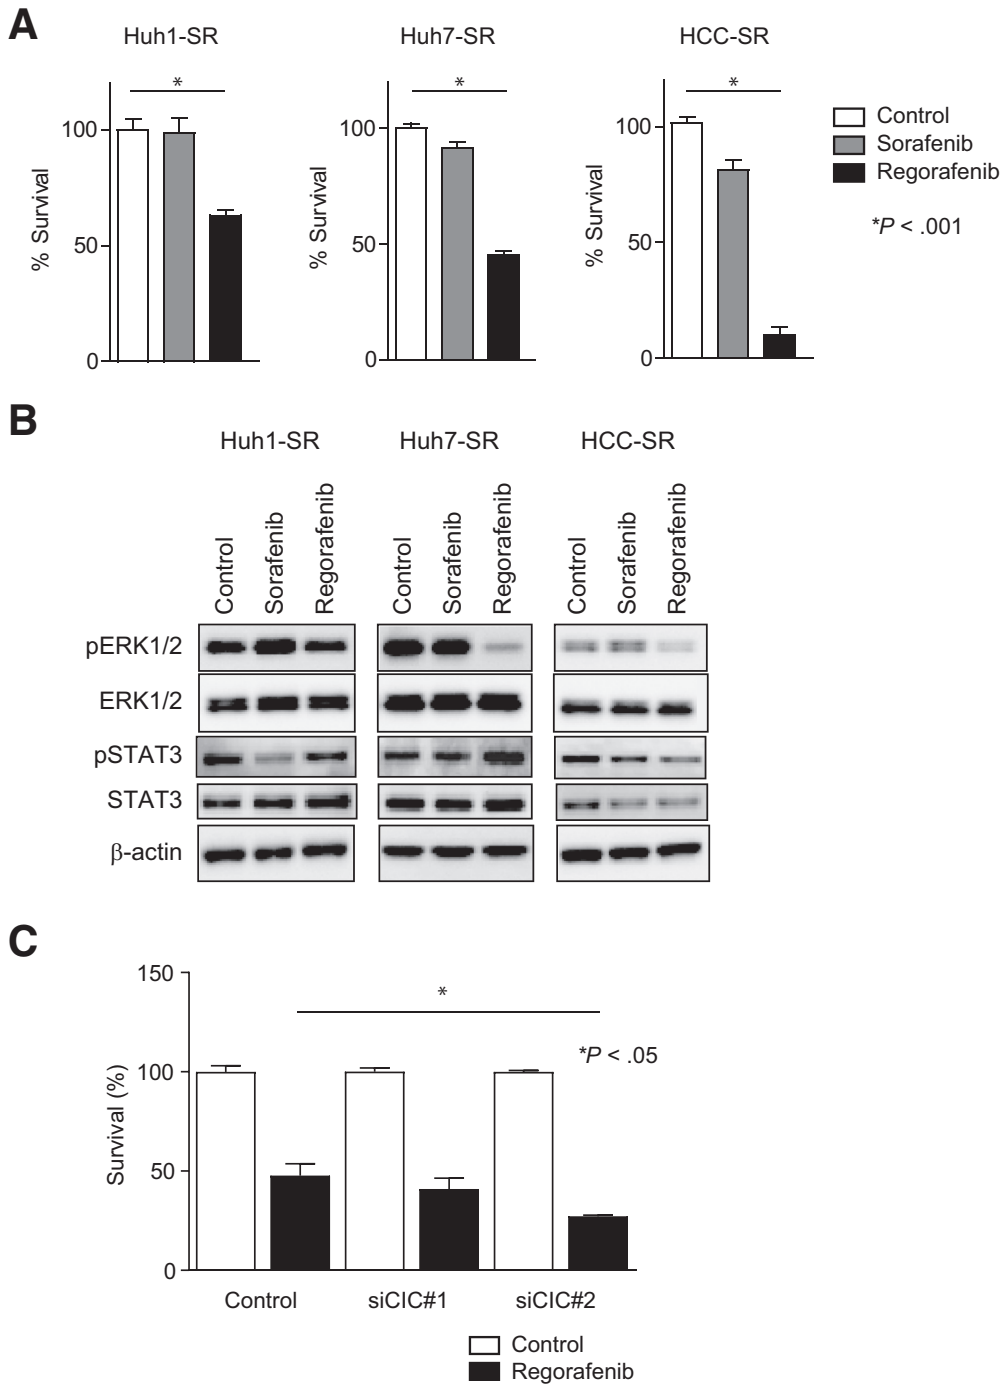 A
Huh1-SR
Huh7-SR
HCC-SR
*
*
*
100
50
0
% Survival
100
50
0
% Survival
100
50
0
% Survival
Control
Sorafenib
Regorafenib
*P < .001
B
Huh1-SR
Huh7-SR
HCC-SR
Control
Sorafenib
Regorafenib
Control
Sorafenib
Regorafenib
Control
Sorafenib
Regorafenib
pERK1/2
ERK1/2
pSTAT3
STAT3
β-actin
C
150
100
50
0
Survival (%)
*
*P < .05
Control
siCIC#1
siCIC#2
Control
Regorafenib